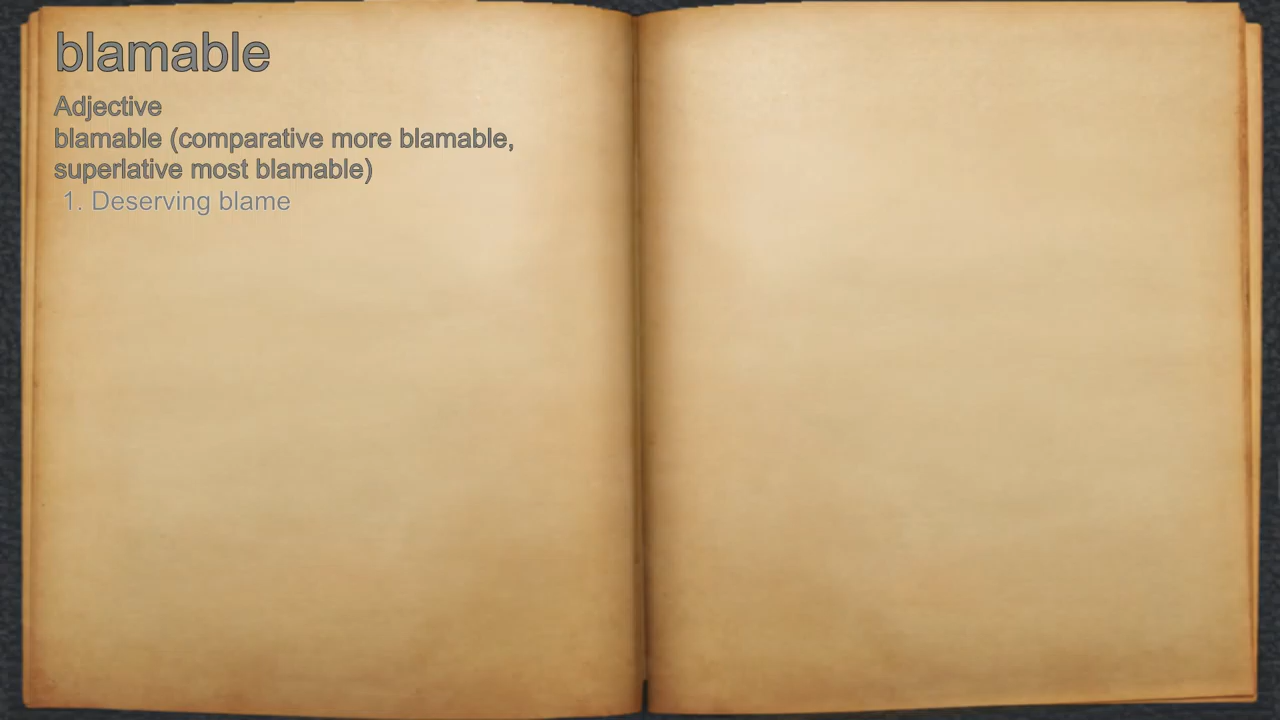 blamable
Adjective
blamable (comparative more blamable,
superlative most blamable)
1. Deserving blame